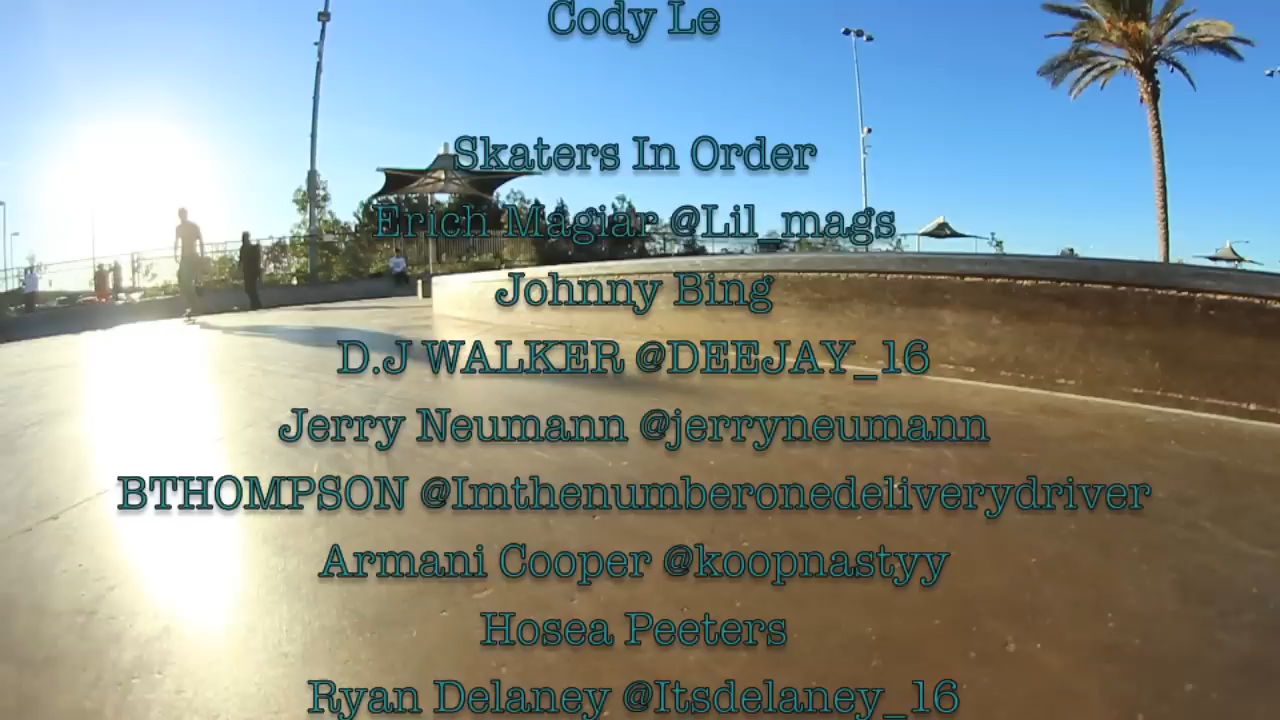 Cody Le
Skaters In Order
Erich Magiar @Lil_mags
Johnny Bing
D.J WALKER @DEEJAY_16
Jerry Neumann @jerryneumann
BTHOMPSON @Imthenumberonedeliverydriver
Armani Cooper @koopnastyy
Hosea Peeters
Ryan Delaney @Itsdelaney_16